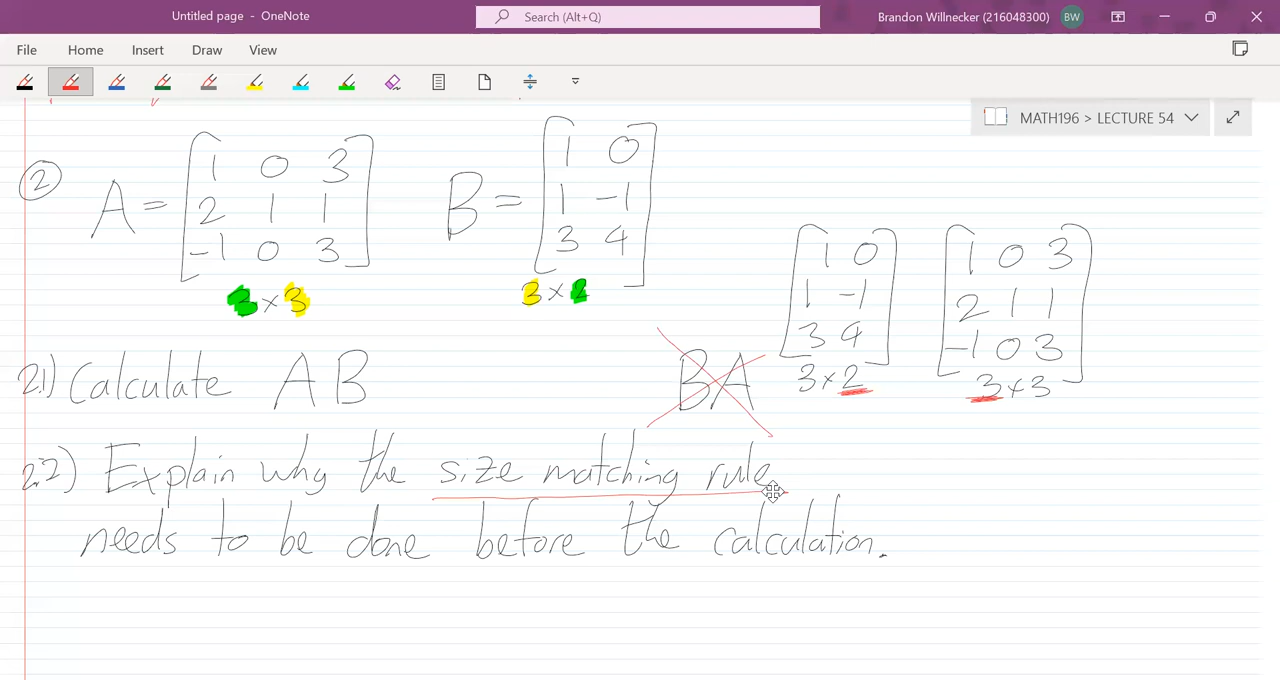 Untitled page - OneNote
Search (Alt+Q)
Brandon Willnecker (216048300)
BW
File Home Insert Draw View
MATH196 > LECTURE 54
2
A = [1 0 3
2 1 1
-1 0 3]
3 x 3
B = [1 0
1 -1
3 4]
3 x 2
[1 0
1 -1
3 4]
3 x 2
[1 0 3
2 1 1
-1 0 3]
3 x 3
2.1) Calculate AB
BA
2.2) Explain why the size matching rule
needs to be done before the calculation.